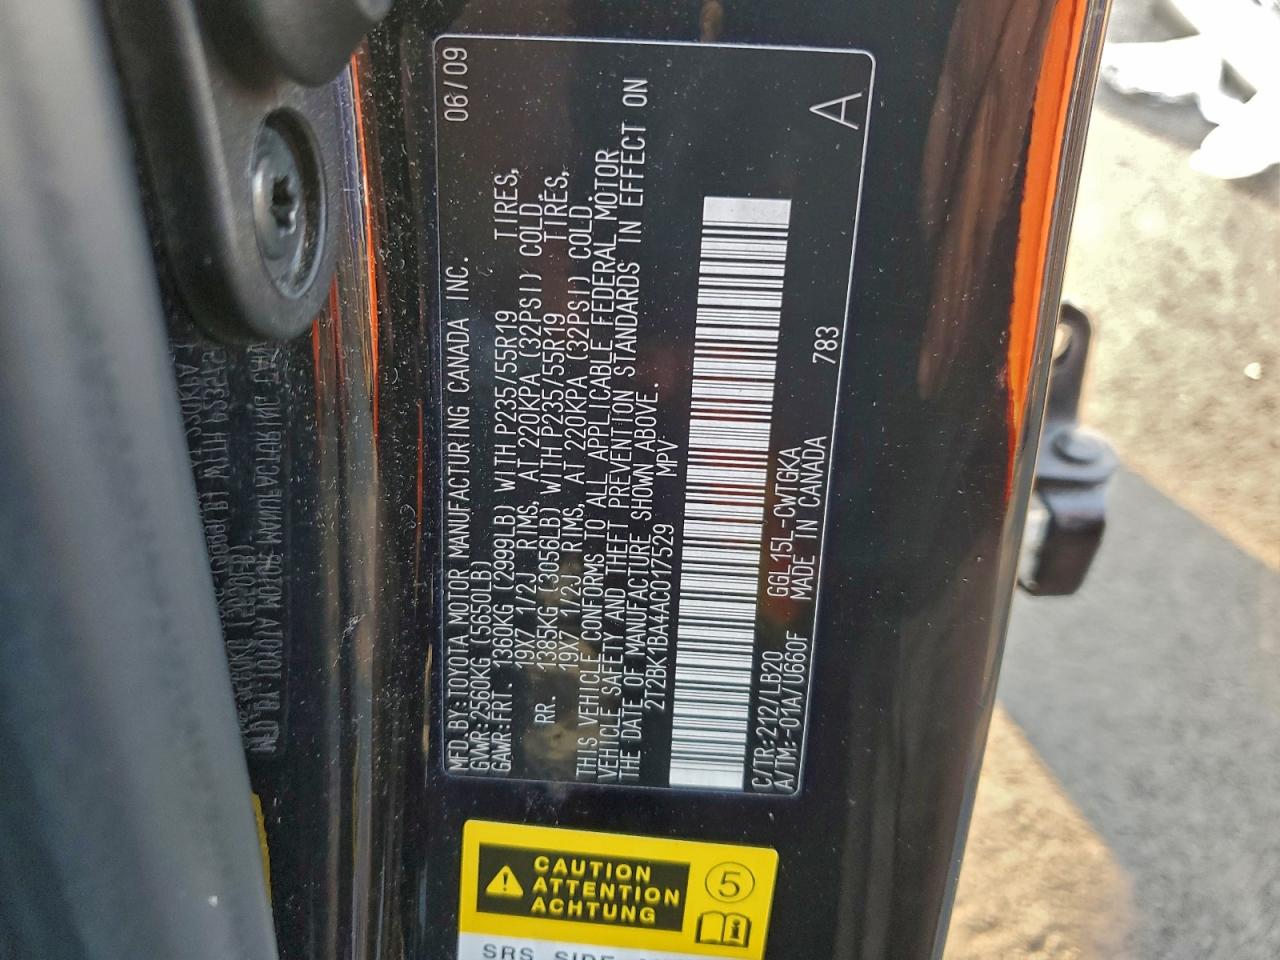 MFD.BY:TOYOTA MOTOR MANUFACTURING CANADA INC. 06/09
GVWR:2560KG (5650LB)
GAWR:FRT. 1360KG (2999LB) WITH P235/55R19 TIRES,
19X7 1/2J RIMS, AT 220KPA (32PSI) COLD.
RR. 1385KG (3056LB) WITH P235/55R19 TIRES,
19X7 1/2J RIMS, AT 220KPA (32PSI) COLD.
THIS VEHICLE CONFORMS TO ALL APPLICABLE FEDERAL MOTOR
VEHICLE SAFETY AND THEFT PREVENTION STANDARDS IN EFFECT ON
THE DATE OF MANUFACTURE SHOWN ABOVE.
2T2BK1BA4AC017529 MPV
C/TR:212/LB20 GGL15L-CWTGKA 783 A
A/TM:-01A/U660F MADE IN CANADA
CAUTION
ATTENTION
ACHTUNG
5
SRS SIDE